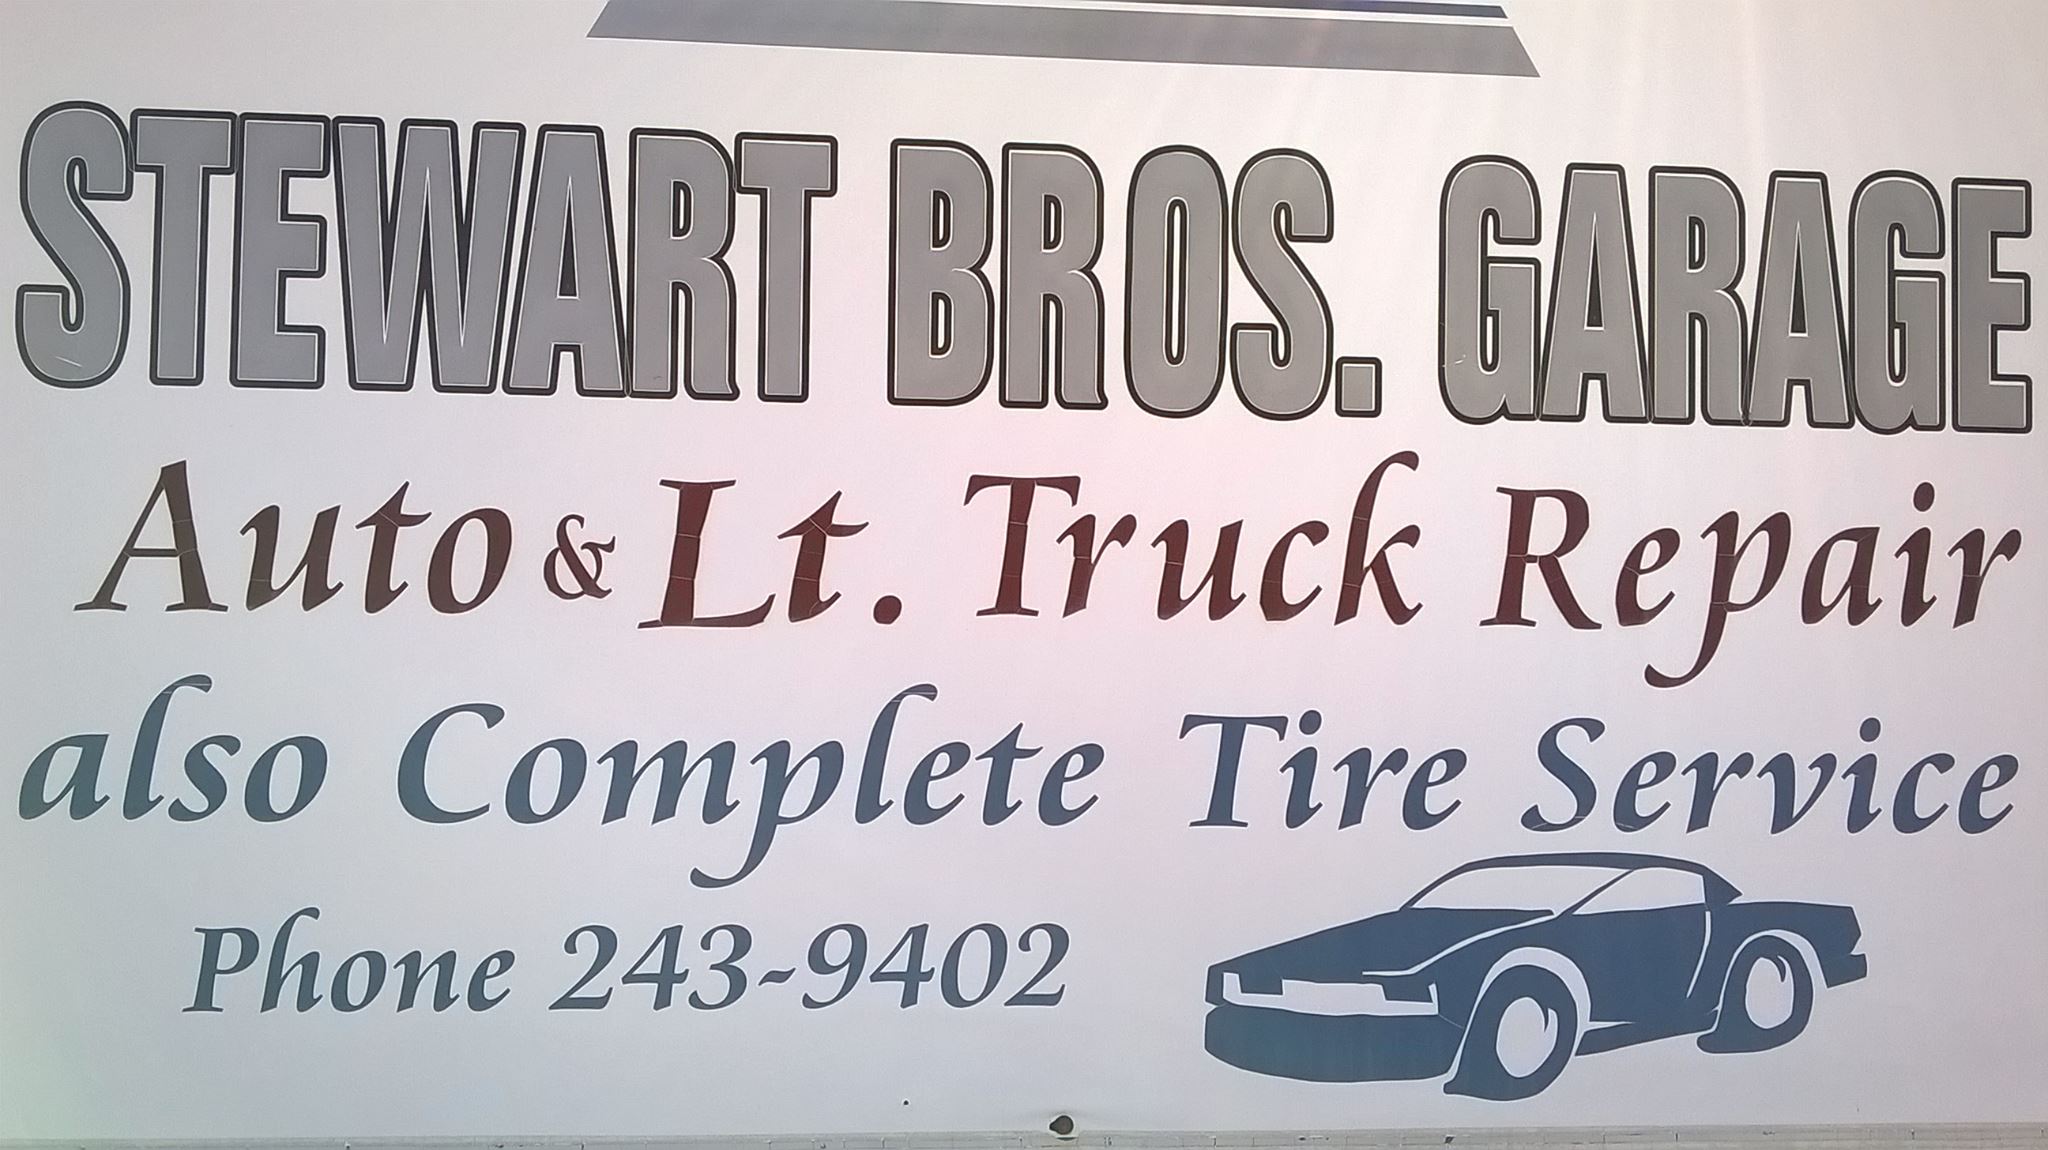 STEWART BROS. GARAGE
Auto & Lt. Truck Repair
also Complete Tire Service
Phone 243-9402